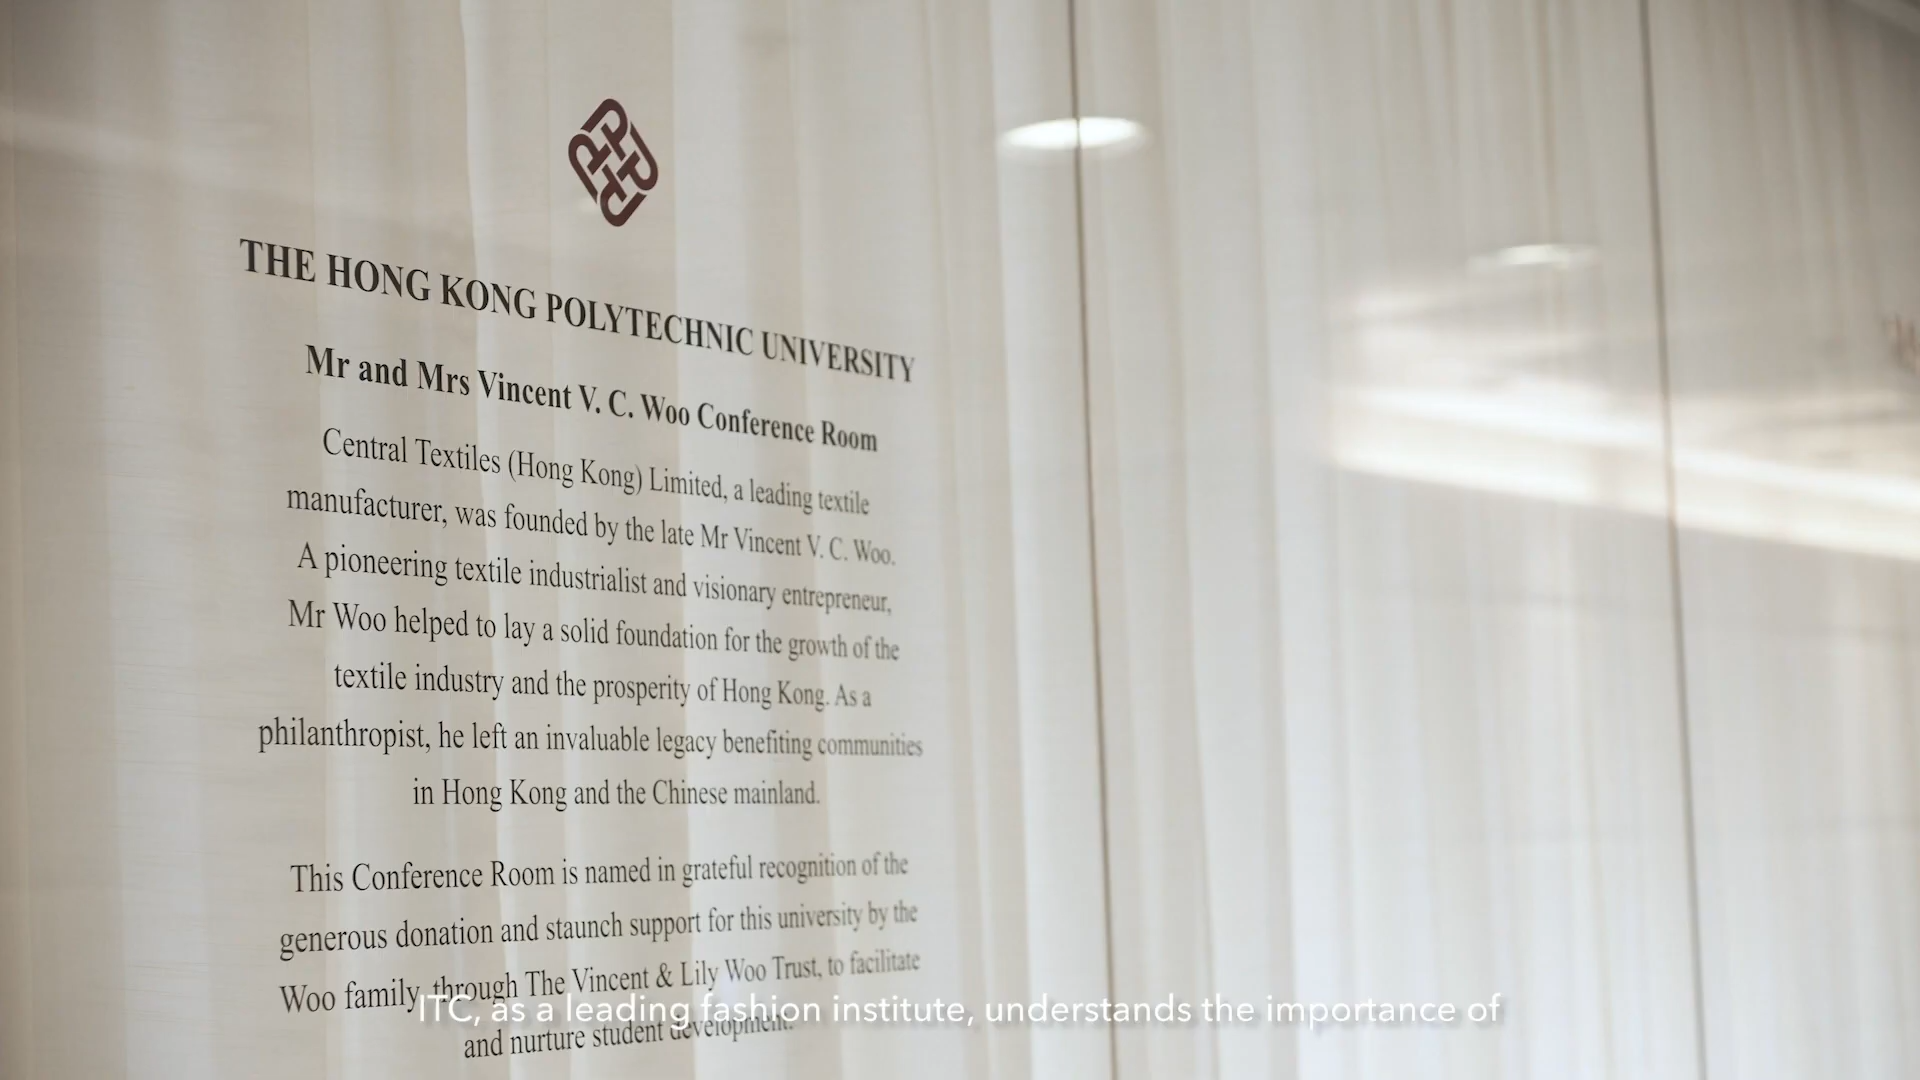 THE HONG KONG POLYTECHNIC UNIVERSITY
Mr and Mrs Vincent V. C. Woo Conference Room
Central Textiles (Hong Kong) Limited, a leading textile
manufacturer, was founded by the late Mr Vincent V. C. Woo.
A pioneering textile industrialist and visionary entrepreneur,
Mr Woo helped to lay a solid foundation for the growth of the
textile industry and the prosperity of Hong Kong. As a
philanthropist, he left an invaluable legacy benefiting communities
in Hong Kong and the Chinese mainland.
This Conference Room is named in grateful recognition of the
generous donation and staunch support for this university by the
Woo family, through The Vincent & Lily Woo Trust, to facilitate
and nurture student development.
ITC, as a leading fashion institute, understands the importance of